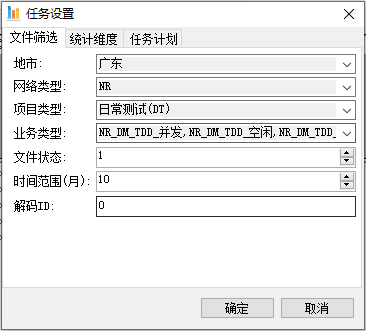 任务设置
文件筛选 统计维度 任务计划
地市: 广东
网络类型: NR
项目类型: 日常测试(DT)
业务类型: NR_DM_TDD_并发,NR_DM_TDD_空闲,NR_DM_TDD_
文件状态: 1
时间范围(月): 10
解码ID: 0
确定 取消